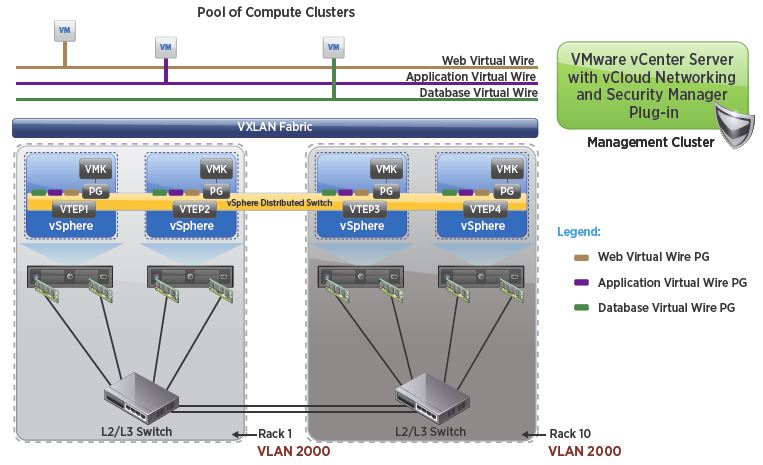 Pool of Compute Clusters
VM
VM
VM
Web Virtual Wire
Application Virtual Wire
Database Virtual Wire
VMware vCenter Server
with vCloud Networking
and Security Manager
Plug-in
Management Cluster
VXLAN Fabric
VMK
VMK
VMK
VMK
PG
PG
PG
PG
vSphere Distributed Switch
VTEP1
VTEP2
VTEP3
VTEP4
vSphere
vSphere
vSphere
vSphere
Legend:
Web Virtual Wire PG
Application Virtual Wire PG
Database Virtual Wire PG
L2/L3 Switch
L2/L3 Switch
Rack 1
VLAN 2000
Rack 10
VLAN 2000